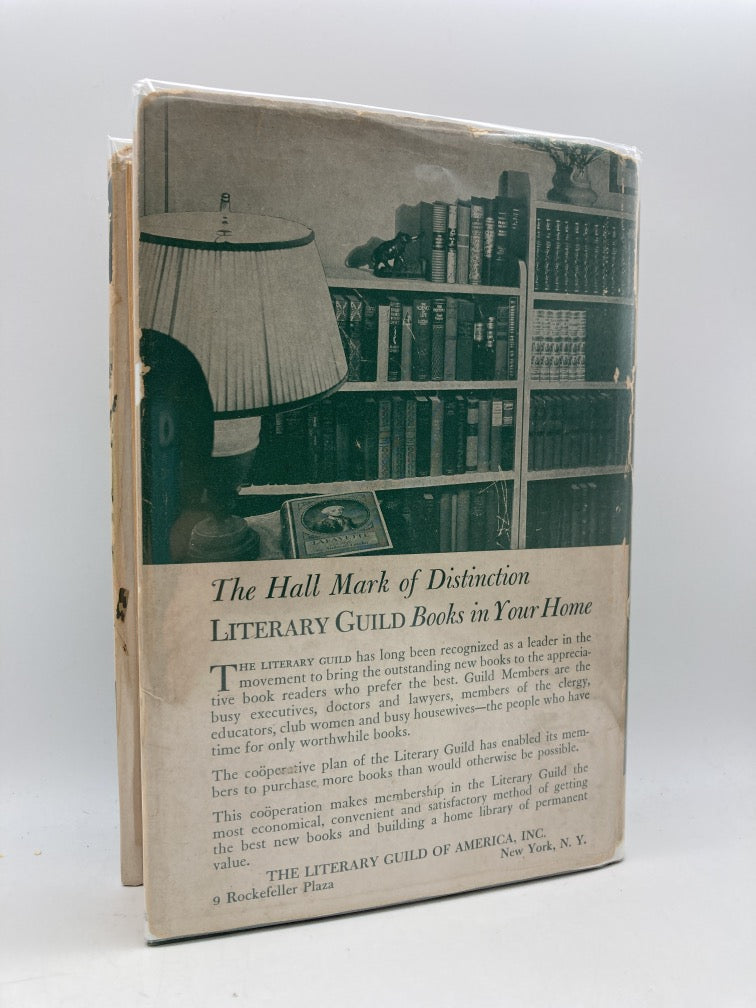 LAFAYETTE
The Hall Mark of Distinction
LITERARY GUILD Books in Your Home
THE LITERARY GUILD has long been recognized as a leader in the
movement to bring the outstanding new books to the apprecia-
tive book readers who prefer the best. Guild Members are the
busy executives, doctors and lawyers, members of the clergy,
educators, club women and busy housewives—the people who have
time for only worthwhile books.
The coöperative plan of the Literary Guild has enabled its mem-
bers to purchase more books than would otherwise be possible.
This coöperation makes membership in the Literary Guild the
most economical, convenient and satisfactory method of getting
the best new books and building a home library of permanent
value.
THE LITERARY GUILD OF AMERICA, INC.
9 Rockefeller Plaza New York, N. Y.